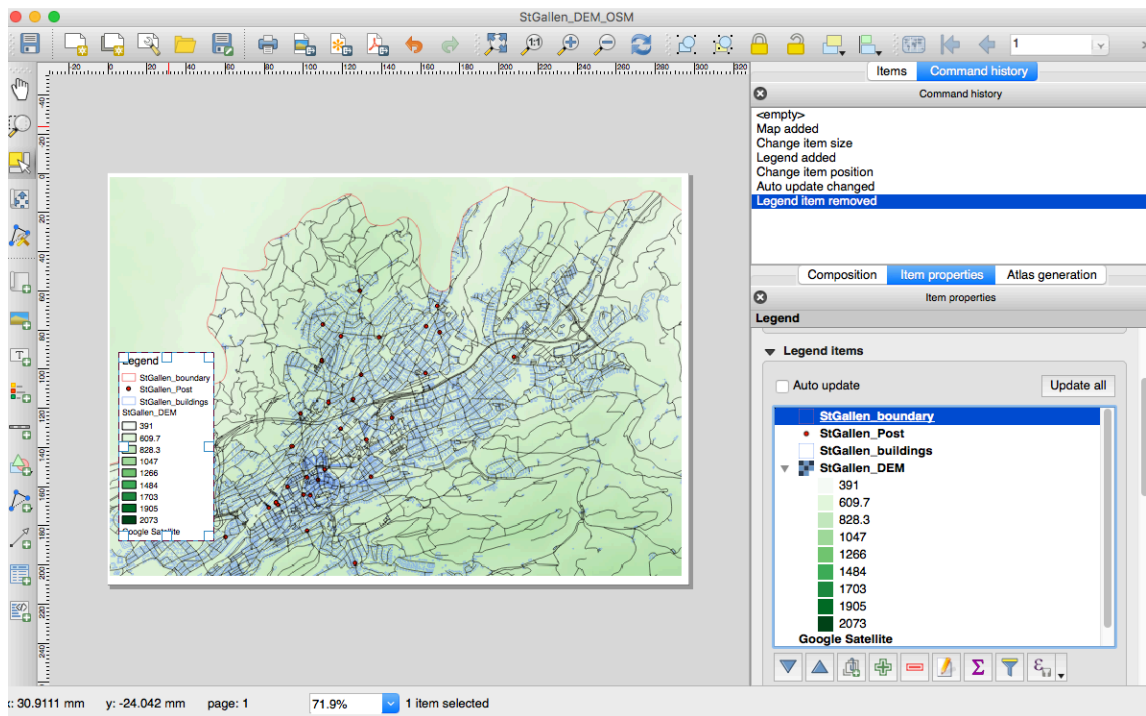 StGallen_DEM_OSM
1
Items Command history
Command history
<empty>
Map added
Change item size
Legend added
Change item position
Auto update changed
Legend item removed
Composition Item properties Atlas generation
Item properties
Legend
Legend items
Auto update Update all
StGallen_boundary
StGallen_Post
StGallen_buildings
StGallen_DEM
391
609.7
828.3
1047
1266
1484
1703
1905
2073
Google Satellite
Legend
StGallen_boundary
StGallen_Post
StGallen_buildings
StGallen_DEM
391
609.7
828.3
1047
1266
1484
1703
1905
2073
Google Satellite
x: 30.9111 mm y: -24.042 mm page: 1 71.9% 1 item selected